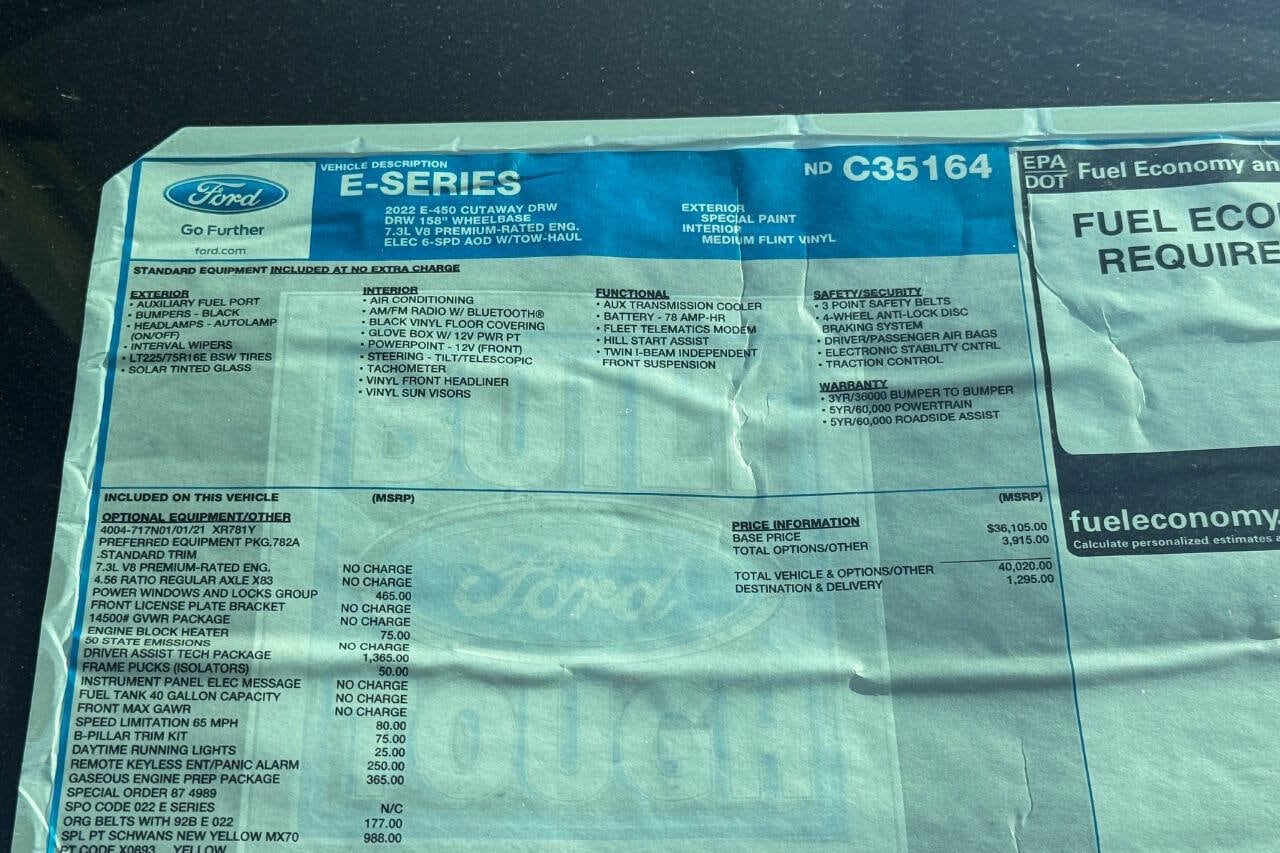 Ford
Go Further
ford.com
VEHICLE DESCRIPTION
E-SERIES
2022 E-450 CUTAWAY DRW
DRW 158" WHEELBASE
7.3L V8 PREMIUM-RATED ENG.
ELEC 6-SPD AOD W/TOW-HAUL
EXTERIOR
SPECIAL PAINT
INTERIOR
MEDIUM FLINT VINYL
ND C35164
STANDARD EQUIPMENT INCLUDED AT NO EXTRA CHARGE
EXTERIOR
• AUXILIARY FUEL PORT
• BUMPERS - BLACK
• HEADLAMPS - AUTOLAMP
(ON/OFF)
• INTERVAL WIPERS
• LT225/75R16E BSW TIRES
• SOLAR TINTED GLASS
INTERIOR
• AIR CONDITIONING
• AM/FM RADIO W/ BLUETOOTH®
• BLACK VINYL FLOOR COVERING
• GLOVE BOX W/ 12V PWR PT
• POWERPOINT - 12V (FRONT)
• STEERING - TILT/TELESCOPIC
• TACHOMETER
• VINYL FRONT HEADLINER
• VINYL SUN VISORS
FUNCTIONAL
• AUX TRANSMISSION COOLER
• BATTERY - 78 AMP-HR
• FLEET TELEMATICS MODEM
• HILL START ASSIST
• TWIN I-BEAM INDEPENDENT
FRONT SUSPENSION
SAFETY/SECURITY
• 3 POINT SAFETY BELTS
• 4-WHEEL ANTI-LOCK DISC
BRAKING SYSTEM
• DRIVER/PASSENGER AIR BAGS
• ELECTRONIC STABILITY CNTRL
• TRACTION CONTROL
WARRANTY
• 3YR/36000 BUMPER TO BUMPER
• 5YR/60,000 POWERTRAIN
• 5YR/60,000 ROADSIDE ASSIST
BUILT
Ford
TOUGH
INCLUDED ON THIS VEHICLE (MSRP)
OPTIONAL EQUIPMENT/OTHER
4004-717N01/01/21 XR781Y
PREFERRED EQUIPMENT PKG.782A
.STANDARD TRIM
7.3L V8 PREMIUM-RATED ENG. NO CHARGE
4.56 RATIO REGULAR AXLE X83 NO CHARGE
POWER WINDOWS AND LOCKS GROUP 465.00
FRONT LICENSE PLATE BRACKET NO CHARGE
14500# GVWR PACKAGE NO CHARGE
ENGINE BLOCK HEATER 75.00
50 STATE EMISSIONS NO CHARGE
DRIVER ASSIST TECH PACKAGE 1,365.00
FRAME PUCKS (ISOLATORS) 50.00
INSTRUMENT PANEL ELEC MESSAGE NO CHARGE
FUEL TANK 40 GALLON CAPACITY NO CHARGE
FRONT MAX GAWR NO CHARGE
SPEED LIMITATION 65 MPH 80.00
B-PILLAR TRIM KIT 75.00
DAYTIME RUNNING LIGHTS 25.00
REMOTE KEYLESS ENT/PANIC ALARM 250.00
GASEOUS ENGINE PREP PACKAGE 365.00
SPECIAL ORDER 87 4989
SPO CODE 022 E SERIES N/C
ORG BELTS WITH 92B E 022 177.00
SPL PT SCHWANS NEW YELLOW MX70 988.00
PT CODE X0893 YELLOW
(MSRP)
PRICE INFORMATION
BASE PRICE $36,105.00
TOTAL OPTIONS/OTHER 3,915.00
TOTAL VEHICLE & OPTIONS/OTHER 40,020.00
DESTINATION & DELIVERY 1,295.00
EPA
DOT
Fuel Economy an
FUEL ECO
REQUIRE
fueleconomy
Calculate personalized estimates a